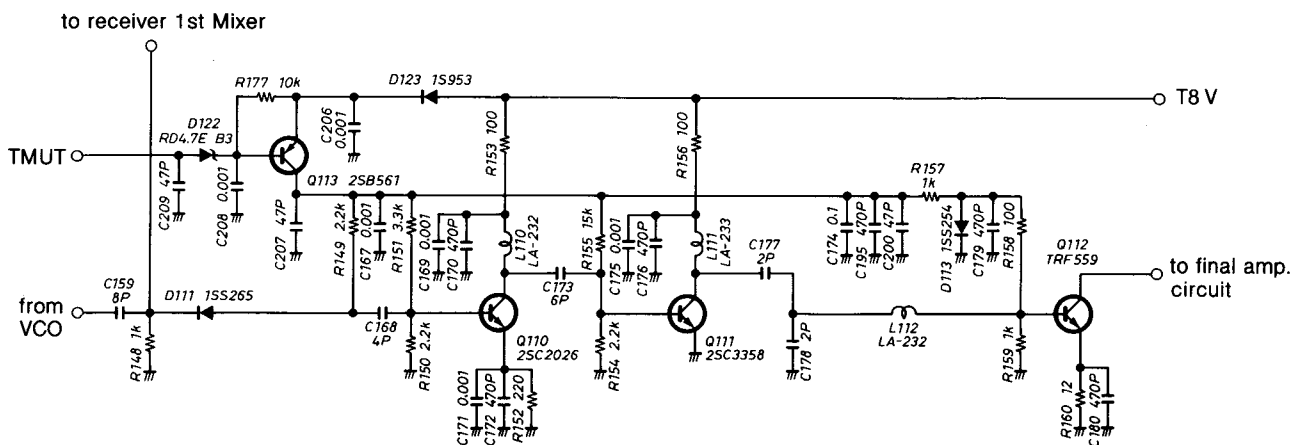 to receiver 1st Mixer
R177 10k
D123 1S953
T8 V
D122
RD4.7E B3
TMUT
C206
0.001
R153 100
R156 100
C209 47P
C208 0.001
Q113 2SB561
C207 47P
R149 2.2k
C167 0.001
R151 3.3k
C169 0.001
C170 470P
L110
LA-232
R155 15k
C175 0.001
C176 470P
L111
LA-233
C177
2P
C174 0.1
C195 470P
C200 47P
R157
1k
D113 1SS254
C179 470P
R158 100
Q112
TRF559
to final amp.
circuit
C159
8P
from
VCO
D111 1SS265
R148 1k
C168
4P
R150 2.2k
C173
6P
Q110
2SC2026
R154 2.2k
Q111
2SC3358
C178 2P
L112
LA-232
R159 1k
C171 0.001
C172 470P
R152 220
R160 12
C180 470P